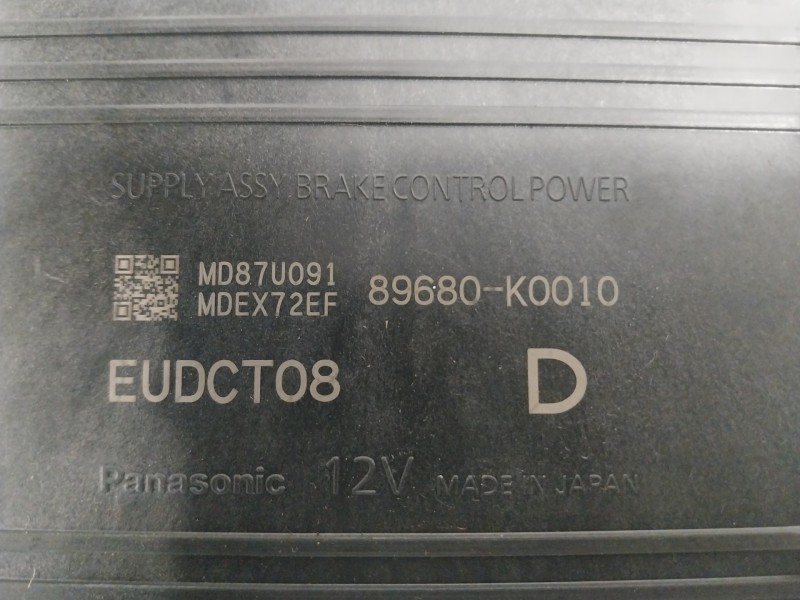 SUPPLY ASSY BRAKE CONTROL POWER
MD87U091
MDEX72EF
89680-K0010
EUDCT08 D
Panasonic 12V MADE IN JAPAN